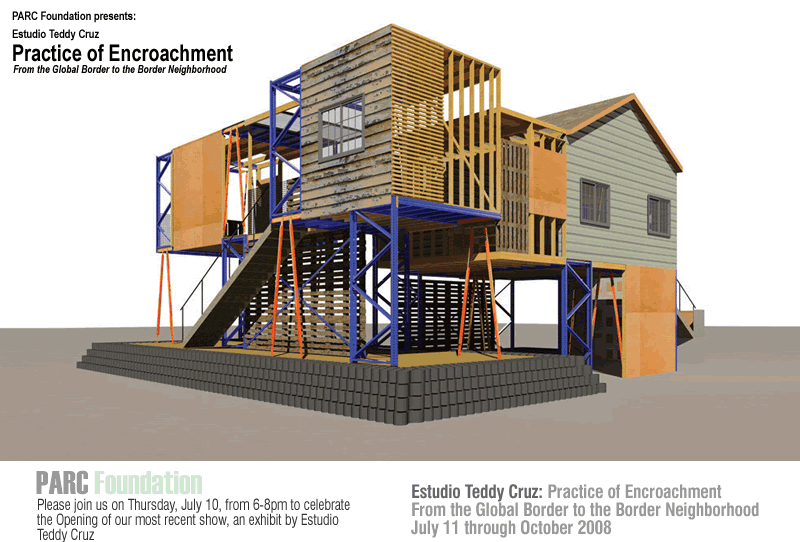 PARC Foundation presents:
Estudio Teddy Cruz
Practice of Encroachment
From the Global Border to the Border Neighborhood
PARC Foundation
Please join us on Thursday, July 10, from 6-8pm to celebrate
the Opening of our most recent show, an exhibit by Estudio
Teddy Cruz
Estudio Teddy Cruz: Practice of Encroachment
From the Global Border to the Border Neighborhood
July 11 through October 2008